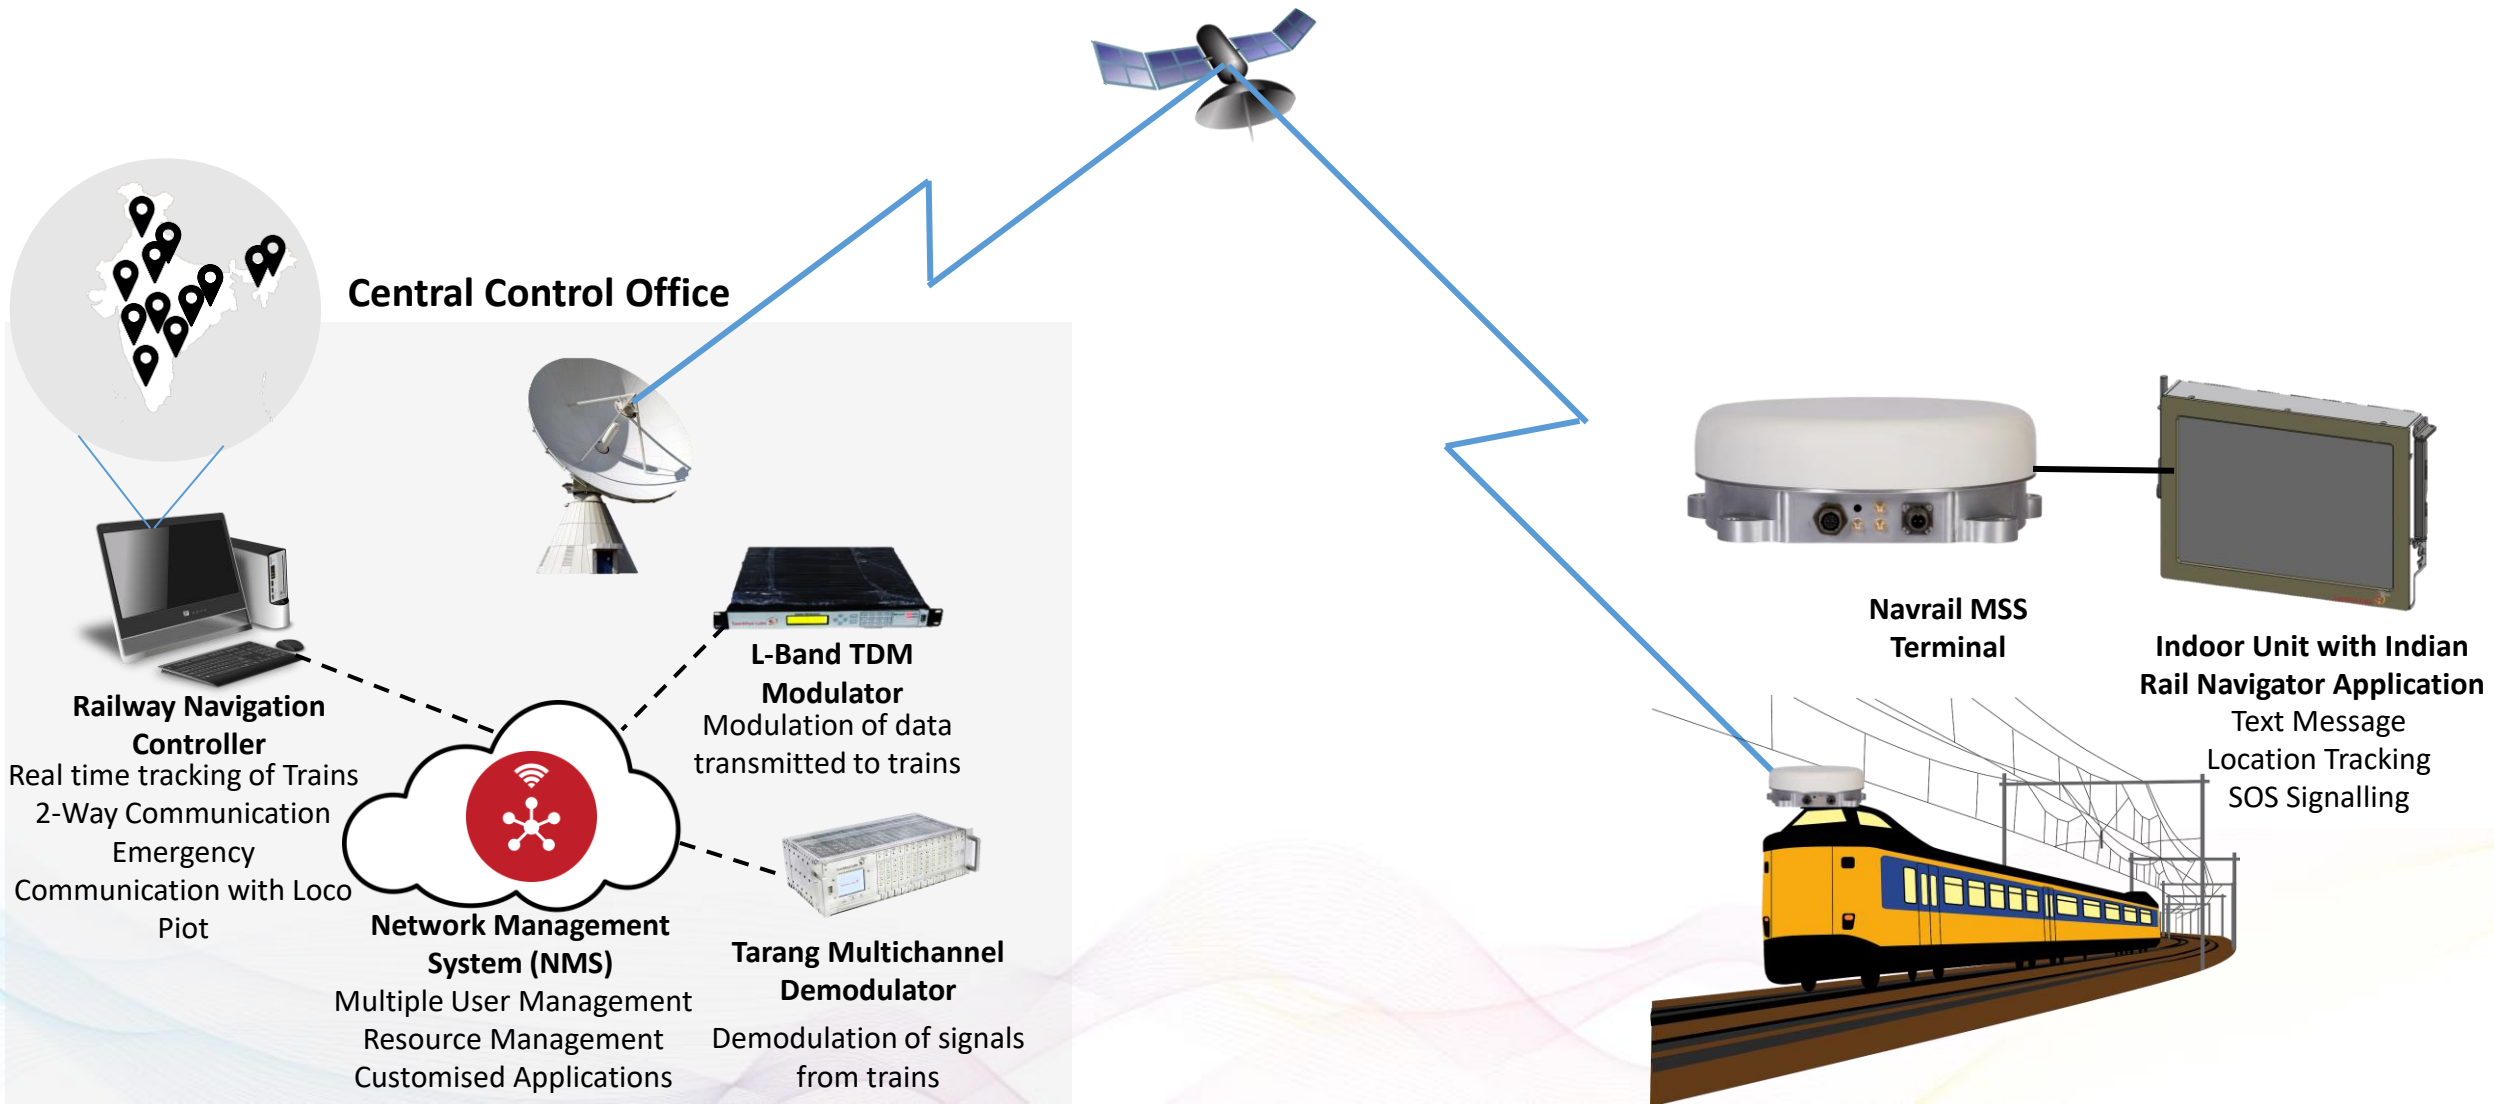 Central Control Office
Railway Navigation
Controller
Real time tracking of Trains
2-Way Communication
Emergency
Communication with Loco
Piot
Network Management
System (NMS)
Multiple User Management
Resource Management
Customised Applications
L-Band TDM
Modulator
Modulation of data
transmitted to trains
Tarang Multichannel
Demodulator
Demodulation of signals
from trains
Navrail MSS
Terminal
Indoor Unit with Indian
Rail Navigator Application
Text Message
Location Tracking
SOS Signalling